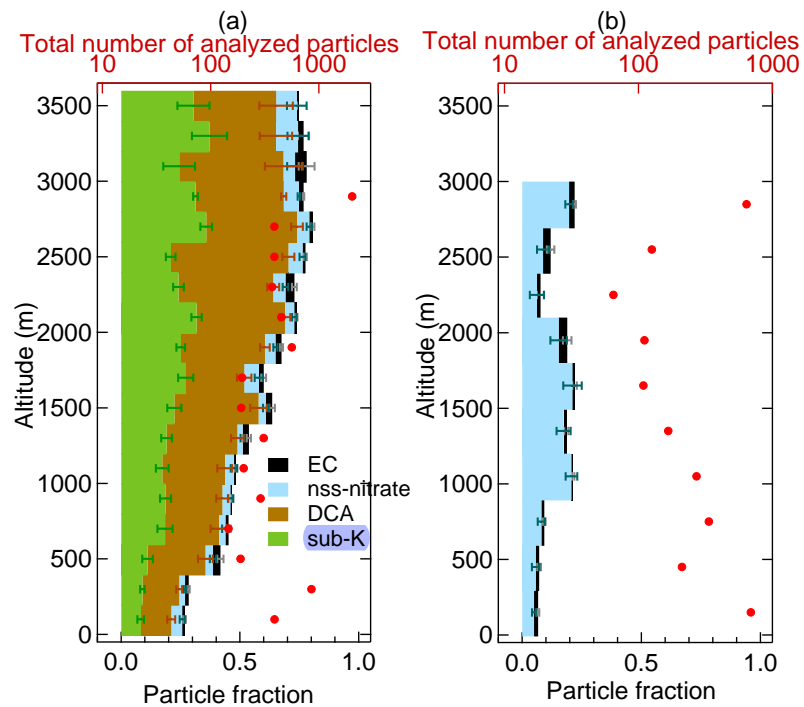 (a)
(b)
Total number of analyzed particles
Total number of analyzed particles
10 100 1000
10 100 1000
3500
3000
2500
2000
1500
1000
500
0
Altitude (m)
EC
nss-nitrate
DCA
sub-K
0.0 0.5 1.0
Particle fraction
3500
3000
2500
2000
1500
1000
500
0
Altitude (m)
0.0 0.5 1.0
Particle fraction